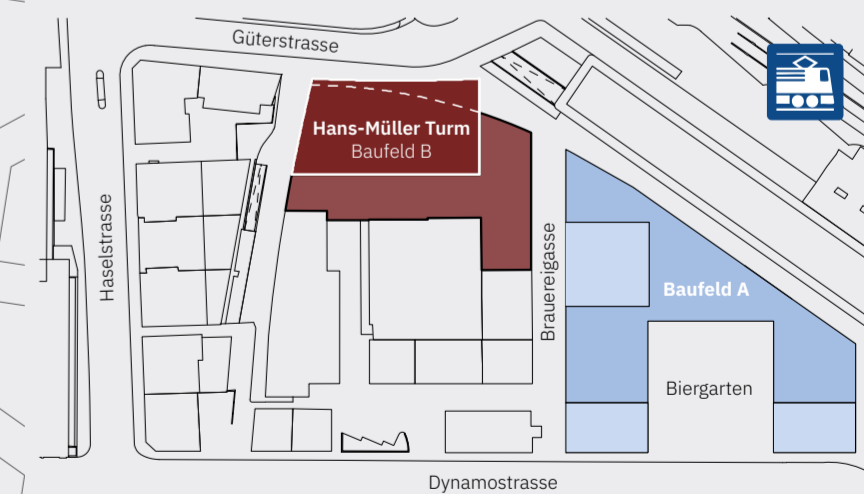 Güterstrasse
Hans-Müller Turm
Baufeld B
Haselstrasse
Brauereigasse
Baufeld A
Biergarten
Dynamostrasse